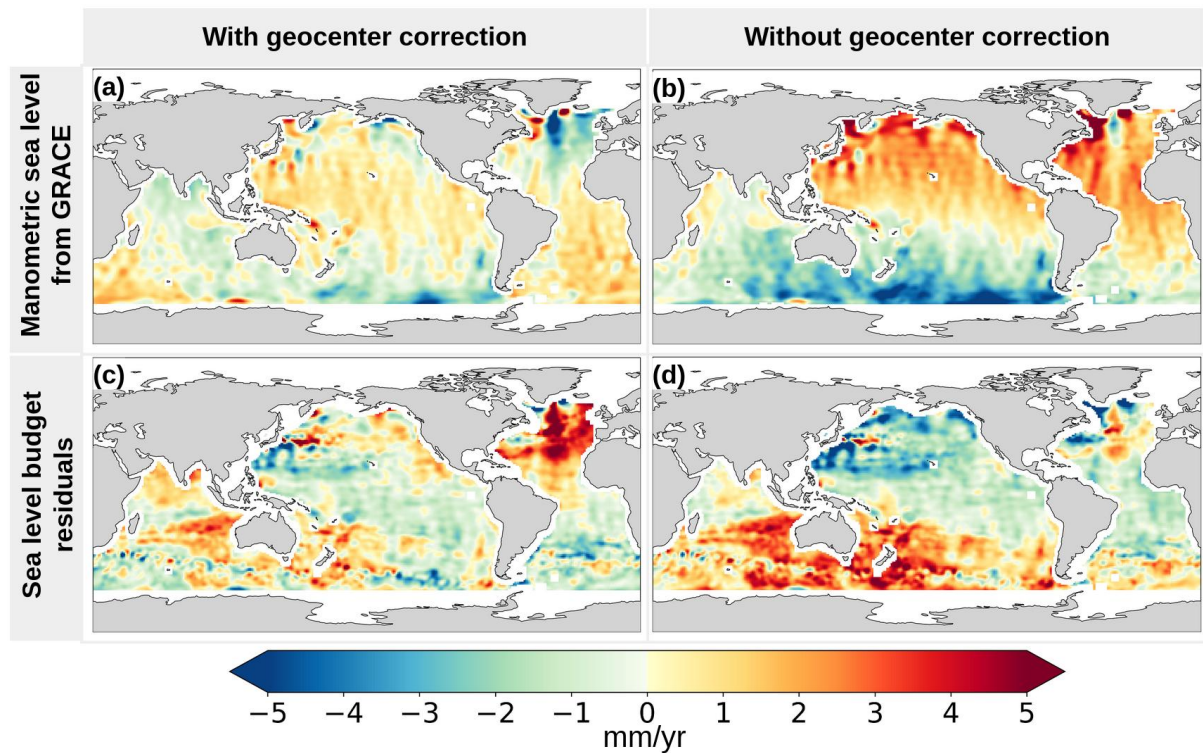 With geocenter correction
Without geocenter correction
Manometric sea level
from GRACE
(a)
(b)
Sea level budget
residuals
(c)
(d)
−5 −4 −3 −2 −1 0 1 2 3 4 5
mm/yr